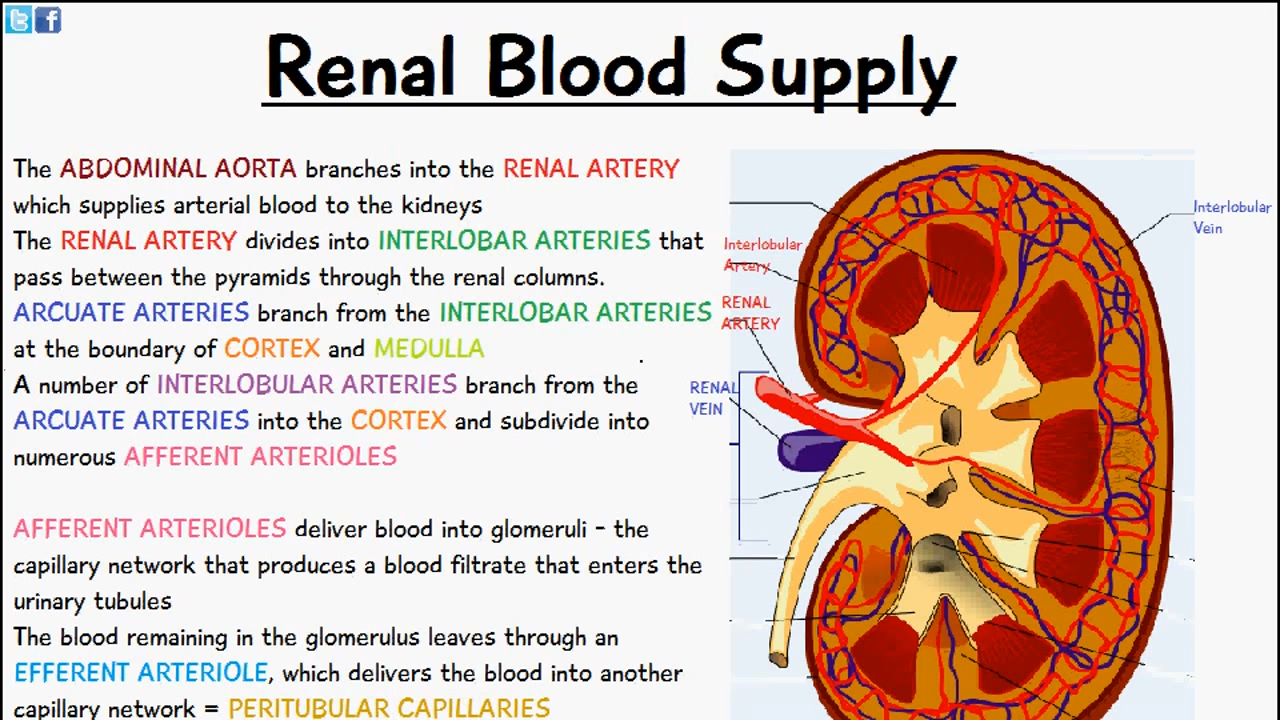 Renal Blood Supply
The ABDOMINAL AORTA branches into the RENAL ARTERY
which supplies arterial blood to the kidneys
The RENAL ARTERY divides into INTERLOBAR ARTERIES that
pass between the pyramids through the renal columns.
ARCUATE ARTERIES branch from the INTERLOBAR ARTERIES
at the boundary of CORTEX and MEDULLA
A number of INTERLOBULAR ARTERIES branch from the
ARCUATE ARTERIES into the CORTEX and subdivide into
numerous AFFERENT ARTERIOLES
AFFERENT ARTERIOLES deliver blood into glomeruli - the
capillary network that produces a blood filtrate that enters the
urinary tubules
The blood remaining in the glomerulus leaves through an
EFFERENT ARTERIOLE, which delivers the blood into another
capillary network = PERITUBULAR CAPILLARIES
Interlobular
Artery
RENAL
ARTERY
RENAL
VEIN
Interlobular
Vein